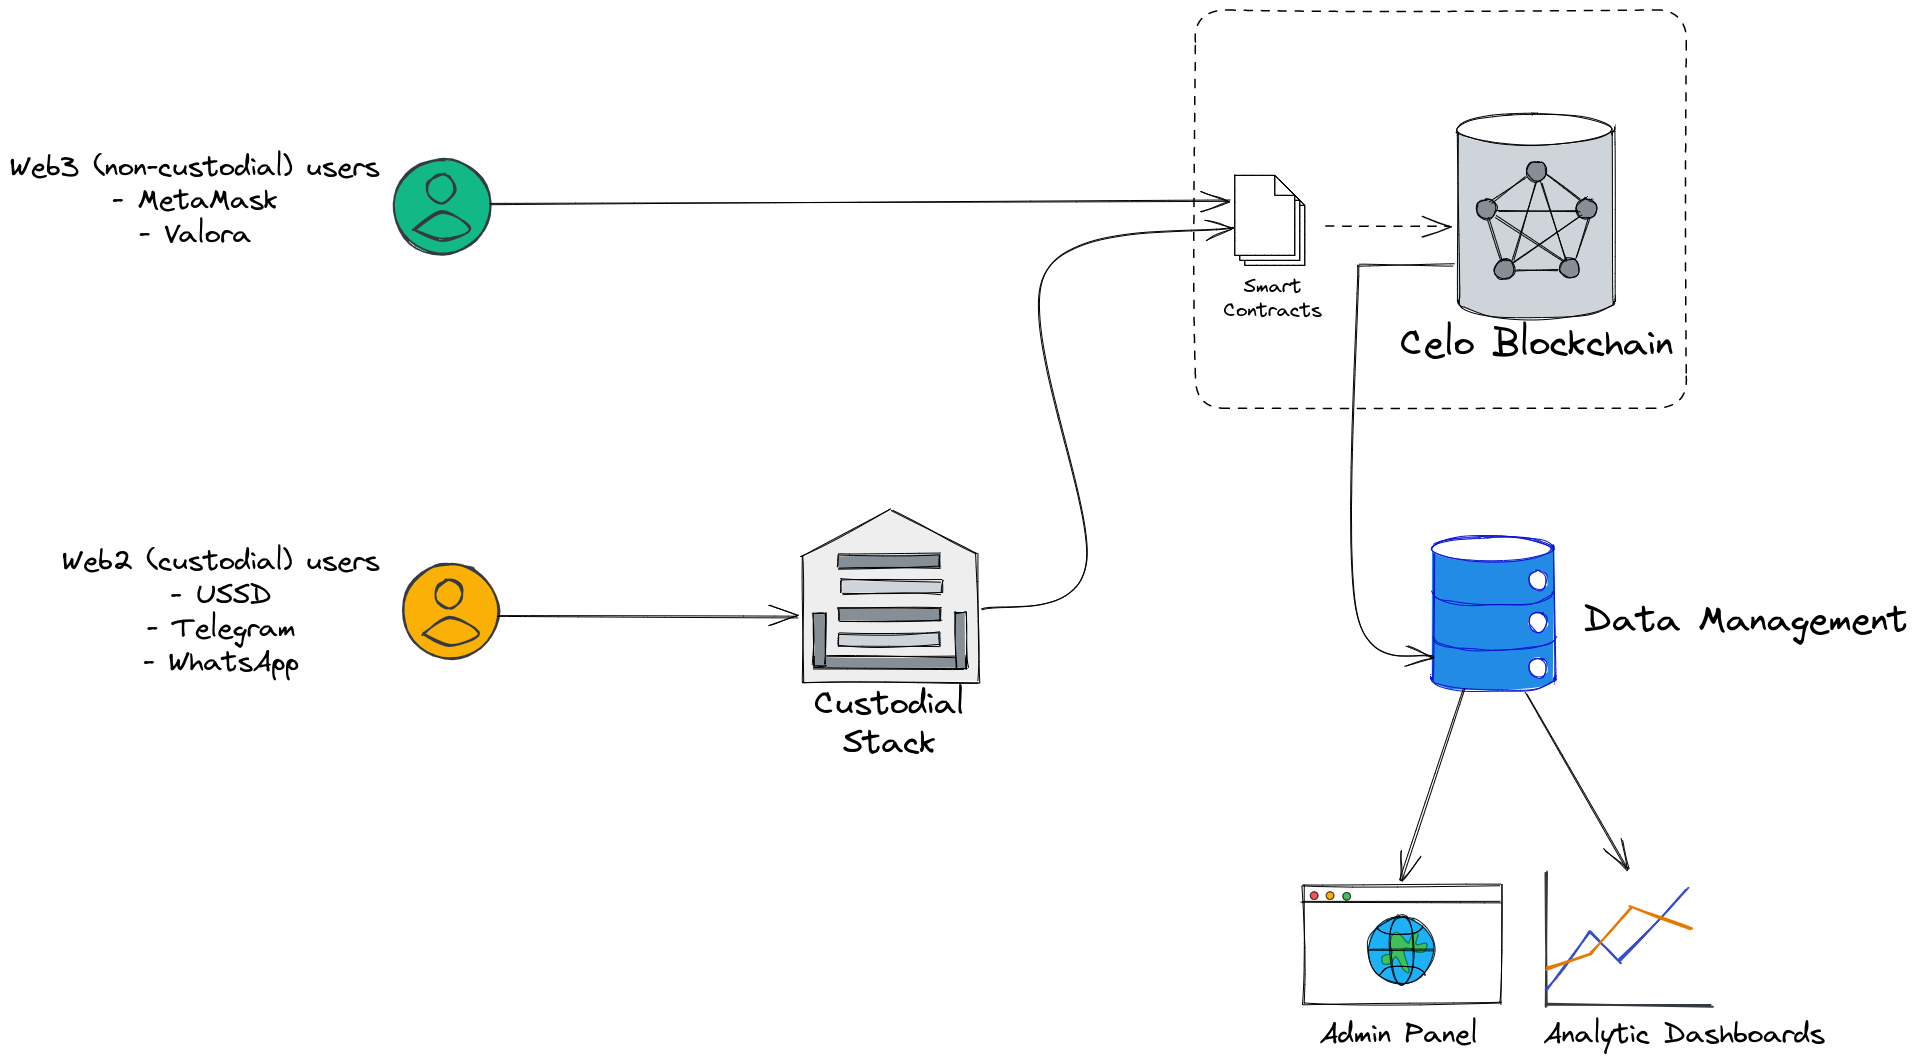 Web3 (non-custodial) users
- MetaMask
- Valora
Smart
Contracts
Celo Blockchain
Web2 (custodial) users
- USSD
- Telegram
- WhatsApp
Custodial
Stack
Data Management
Admin Panel
Analytic Dashboards